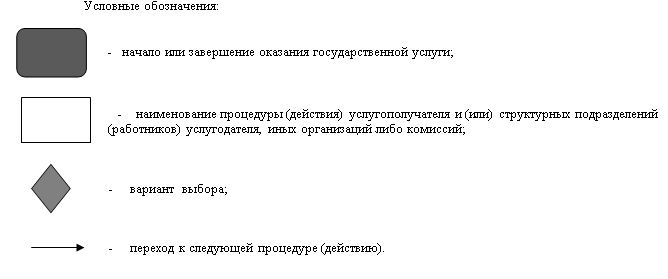 Условные обозначения:
- начало или завершение оказания государственной услуги;
- наименование процедуры (действия) услугополучателя и (или) структурных подразделений
(работников) услугодателя, иных организаций либо комиссий;
- вариант выбора;
- переход к следующей процедуре (действию).